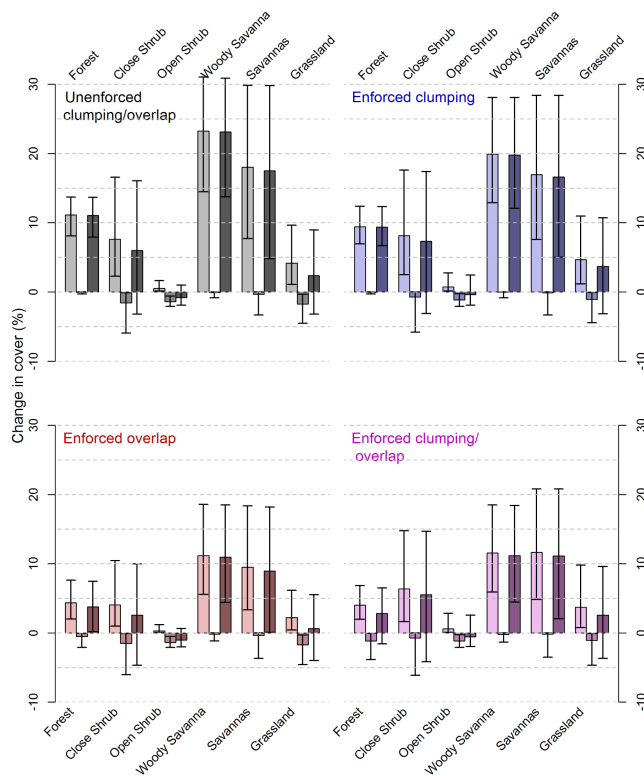 Forest
Close Shrub
Open Shrub
Woody Savanna
Savannas
Grassland
Forest
Close Shrub
Open Shrub
Woody Savanna
Savannas
Grassland
Unenforced
clumping/overlap
Enforced clumping
30
20
10
0
-10
30
20
10
0
-10
Change in cover (%)
Enforced overlap
Enforced clumping/
overlap
30
20
10
0
-10
30
20
10
0
-10
Forest
Close Shrub
Open Shrub
Woody Savanna
Savannas
Grassland
Forest
Close Shrub
Open Shrub
Woody Savanna
Savannas
Grassland